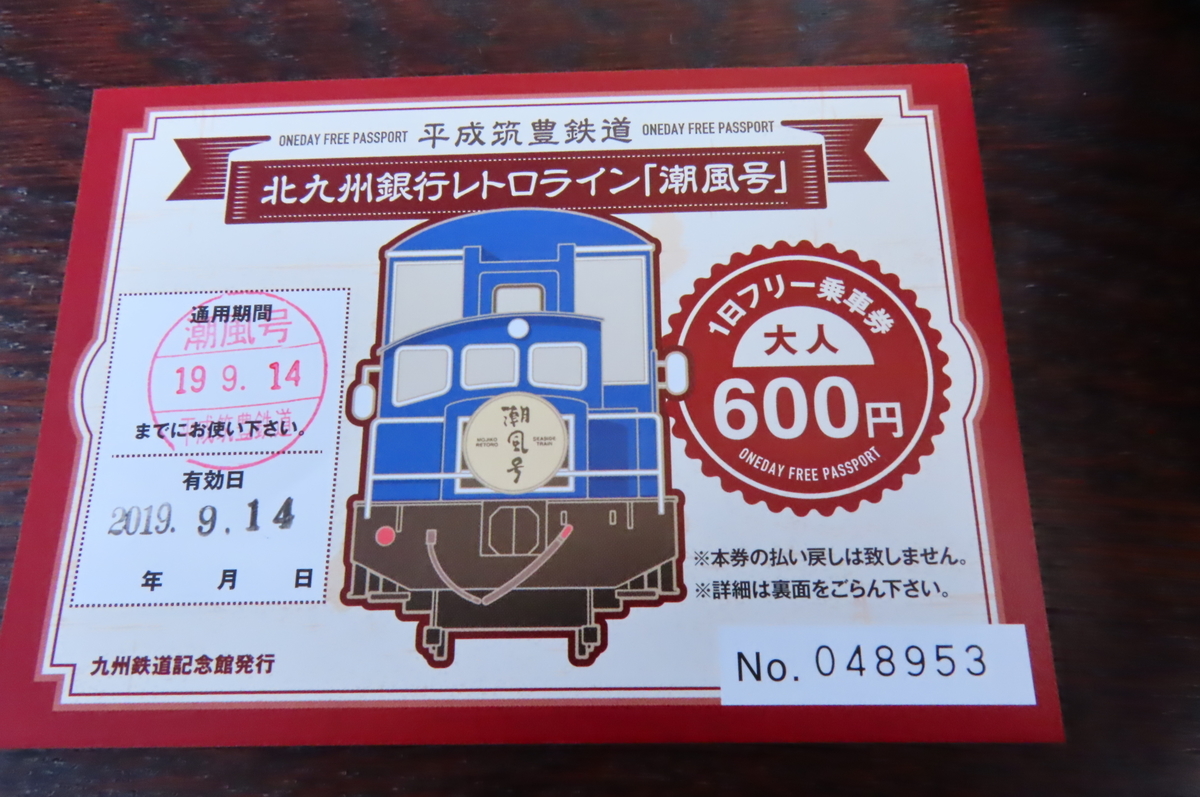 ONEDAY FREE PASSPORT 平成筑豊鉄道 ONEDAY FREE PASSPORT
北九州銀行レトロライン「潮風号」
通用期間
潮風号
19 9. 14
平成筑豊鉄道
までにお使い下さい。
有効日
2019. 9. 14
年 月 日
九州鉄道記念館発行
潮風号
MOJIKO RETORO
SEASIDE TRAIN
1日フリー乗車券
大人
600円
ONEDAY FREE PASSPORT
※本券の払い戻しは致しません。
※詳細は裏面をごらん下さい。
No. 048953